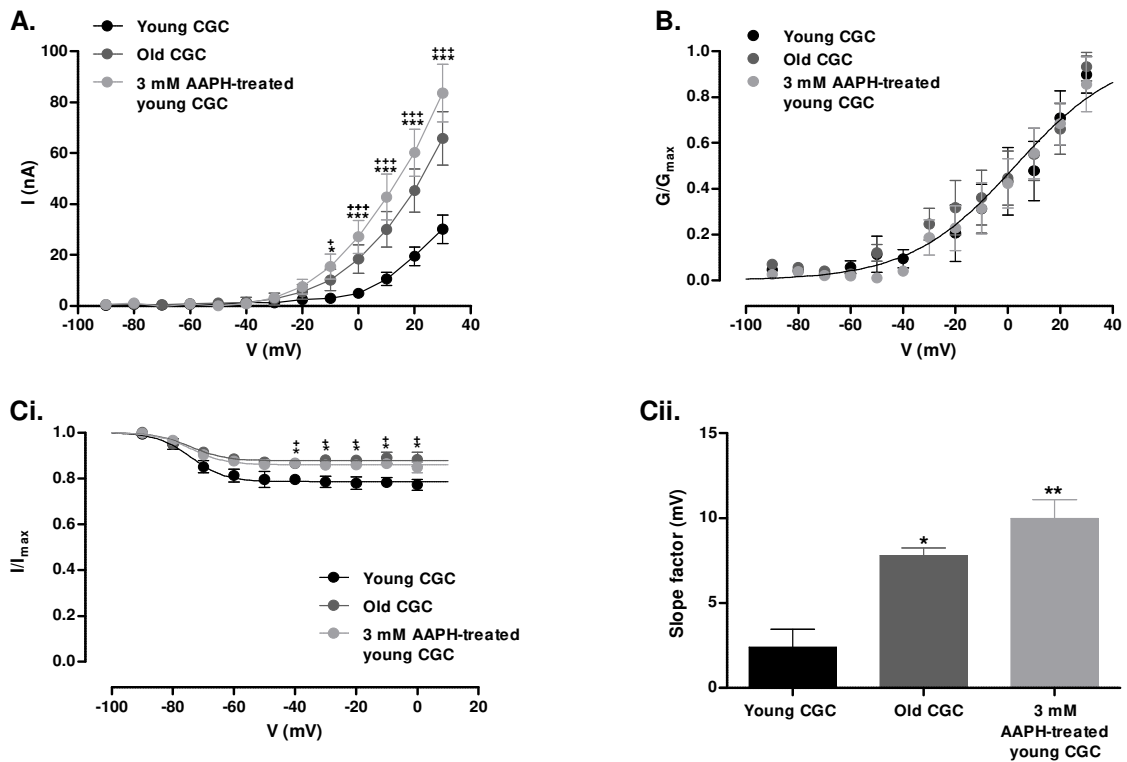 A.
Young CGC
Old CGC
3 mM AAPH-treated
young CGC
I (nA)
100
80
60
40
20
0
-100 -80 -60 -40 -20 0 20 40
V (mV)
+ * +++ *** +++ *** +++ *** +++ ***
B.
Young CGC
Old CGC
3 mM AAPH-treated
young CGC
G/Gmax
1.0
0.8
0.6
0.4
0.2
0.0
-100 -80 -60 -40 -20 0 20 40
V (mV)
Ci.
I/Imax
1.0
0.8
0.6
0.4
0.2
0.0
+ + + + +
* * * * *
Young CGC
Old CGC
3 mM AAPH-treated
young CGC
-100 -80 -60 -40 -20 0 20
V (mV)
Cii.
Slope factor (mV)
15
10
5
0
* **
Young CGC Old CGC 3 mM
AAPH-treated
young CGC